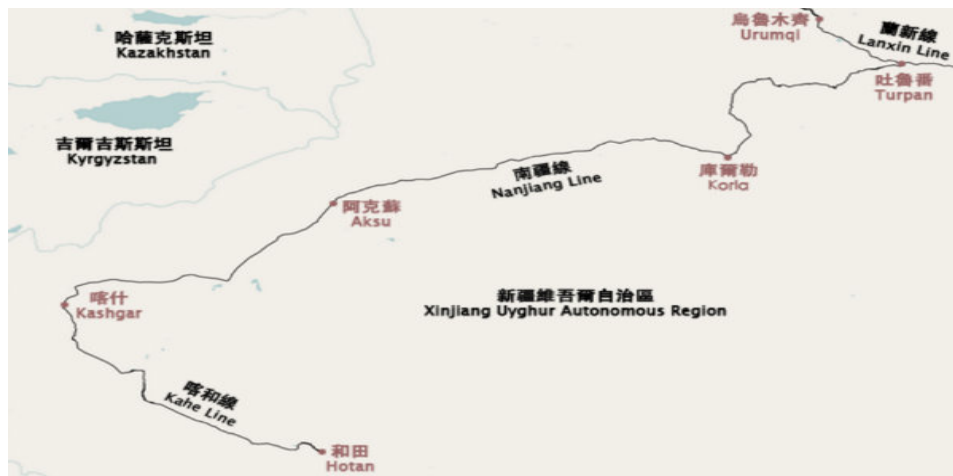 烏魯木齊
Urumqi
蘭新線
Lanxin Line
哈薩克斯坦
Kazakhstan
吐魯番
Turpan
吉爾吉斯斯坦
Kyrgyzstan
南疆線
Nanjiang Line
庫爾勒
Korla
阿克蘇
Aksu
喀什
Kashgar
新疆維吾爾自治區
Xinjiang Uyghur Autonomous Region
喀和線
Kahe Line
和田
Hotan